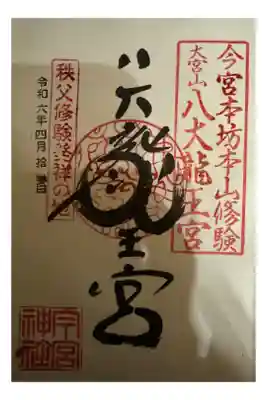 今宮本坊本山修験
大宮山 八大龍王宮
八大龍王宮
秩父修験發祥の地
令和六年四月拾日
今宮神社